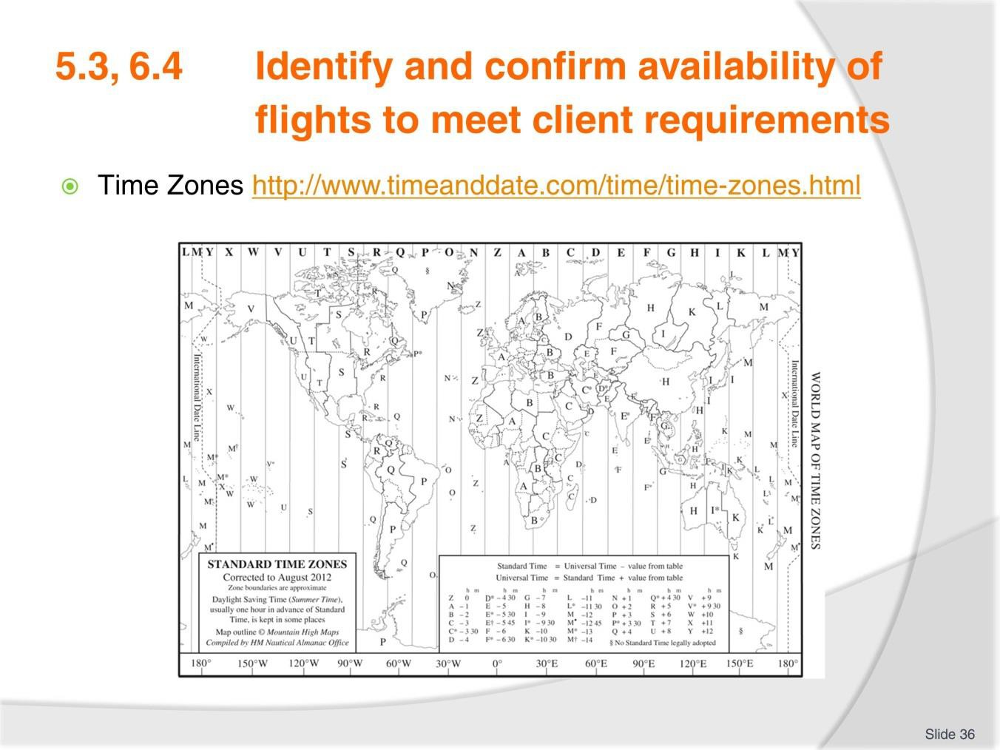 5.3, 6.4 Identify and confirm availability of
flights to meet client requirements
Time Zones http://www.timeanddate.com/time/time-zones.html
L M Y X W V U T S R Q P O N Z A B C D E F G H I K L M Y
International Date Line
International Date Line
WORLD MAP OF TIME ZONES
STANDARD TIME ZONES
Corrected to August 2012
Zone boundaries are approximate
Daylight Saving Time (Summer Time),
usually one hour in advance of Standard
Time, is kept in some places
Map outline © Mountain High Maps
Compiled by HM Nautical Almanac Office
Standard Time = Universal Time – value from table
Universal Time = Standard Time + value from table
h m h m h m h m h m h m h m
Z 0 D* – 4 30 G – 7 L –11 N + 1 Q* + 4 30 V + 9
A – 1 E – 5 H – 8 L* –11 30 O + 2 R + 5 V* + 9 30
B – 2 E* – 5 30 I – 9 M –12 P + 3 S + 6 W +10
C – 3 E† – 5 45 I* – 9 30 M• –12 45 P* + 3 30 T + 7 X +11
C* – 3 30 F – 6 K –10 M* –13 Q + 4 U + 8 Y +12
D – 4 F* – 6 30 K* –10 30 M† –14 § No Standard Time legally adopted
180° 150°W 120°W 90°W 60°W 30°W 0° 30°E 60°E 90°E 120°E 150°E 180°
Slide 36